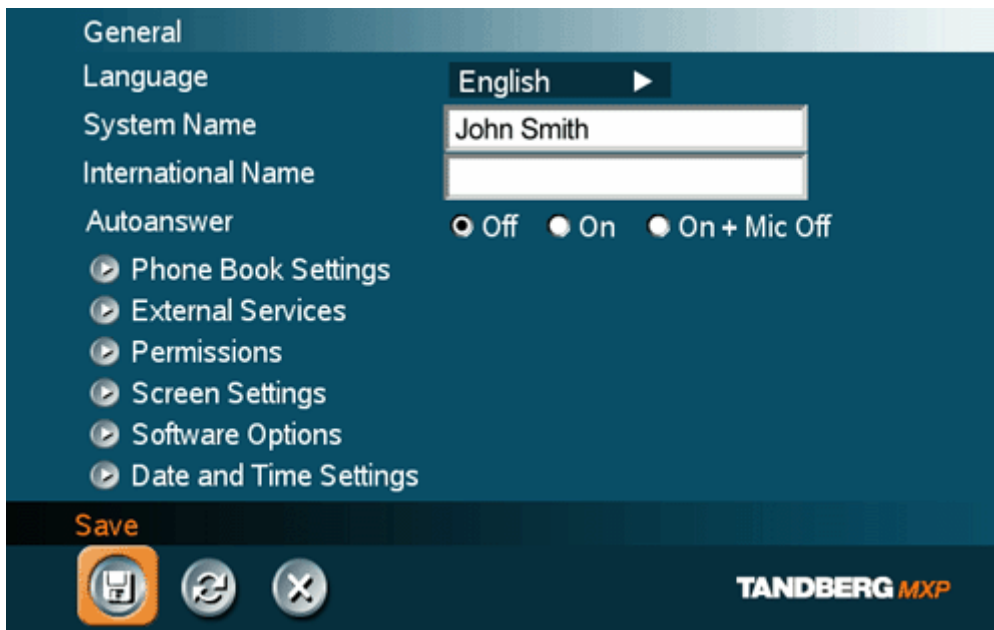 General
Language English
System Name John Smith
International Name
Autoanswer Off On On + Mic Off
Phone Book Settings
External Services
Permissions
Screen Settings
Software Options
Date and Time Settings
Save
TANDBERG MXP